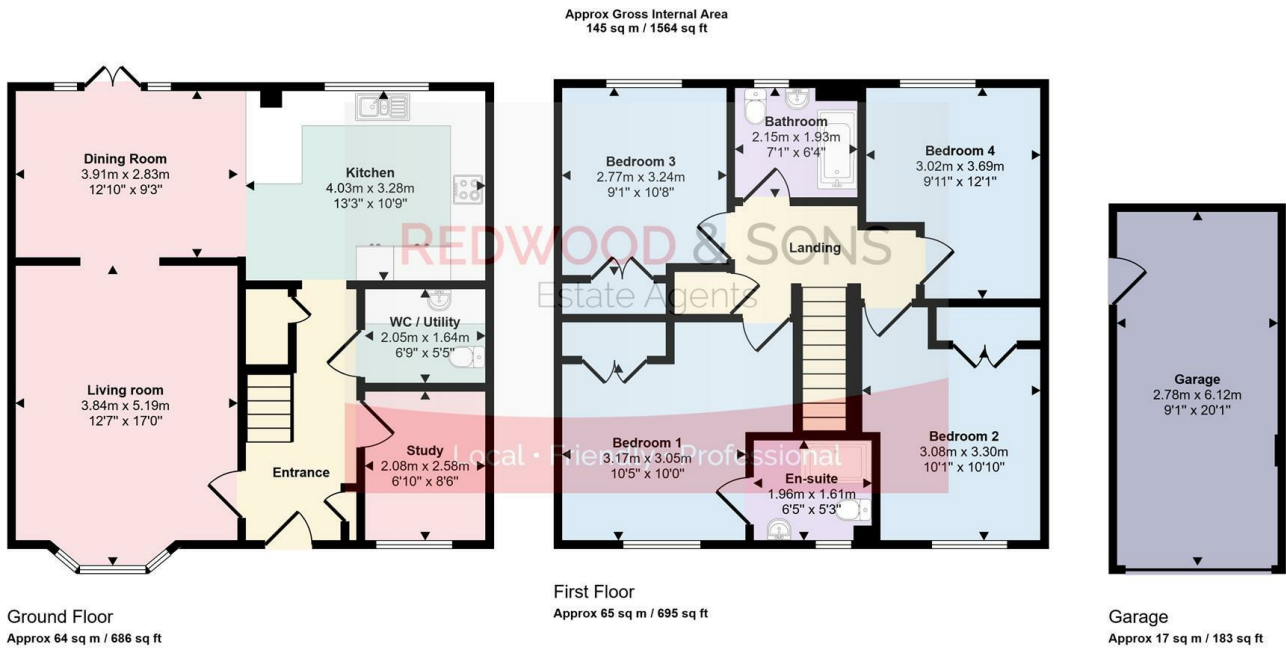 Approx Gross Internal Area
145 sq m / 1564 sq ft
Dining Room
3.91m x 2.83m
12'10" x 9'3"
Kitchen
4.03m x 3.28m
13'3" x 10'9"
WC / Utility
2.05m x 1.64m
6'9" x 5'5"
Living room
3.84m x 5.19m
12'7" x 17'0"
Entrance
Study
2.08m x 2.58m
6'10" x 8'6"
Ground Floor
Approx 64 sq m / 686 sq ft
Bedroom 3
2.77m x 3.24m
9'1" x 10'8"
Bathroom
2.15m x 1.93m
7'1" x 6'4"
Bedroom 4
3.02m x 3.69m
9'11" x 12'1"
Landing
REDWOOD & SONS
Estate Agents
Local • Friendly • Professional
Bedroom 1
3.17m x 3.05m
10'5" x 10'0"
En-suite
1.96m x 1.61m
6'5" x 5'3"
Bedroom 2
3.08m x 3.30m
10'1" x 10'10"
First Floor
Approx 65 sq m / 695 sq ft
Garage
2.78m x 6.12m
9'1" x 20'1"
Garage
Approx 17 sq m / 183 sq ft